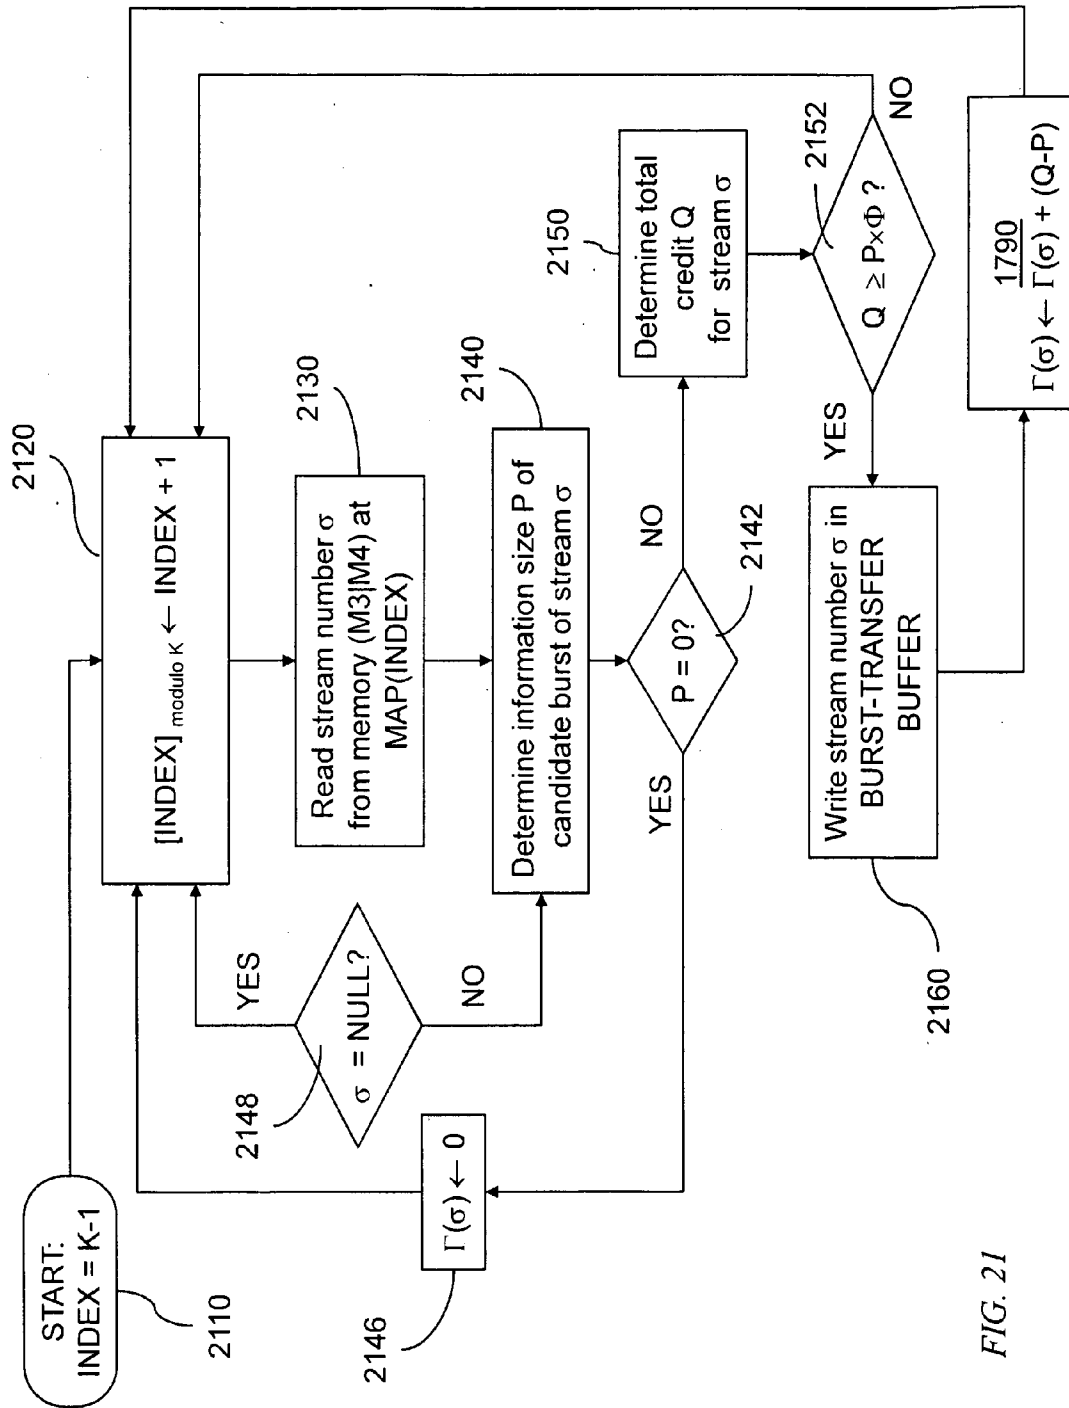 START:
INDEX = K-1
2110
2120
[INDEX] modulo K ← INDEX + 1
2130
Read stream number σ
from memory (M3|M4) at
MAP(INDEX)
2148
σ = NULL?
YES
NO
2140
Determine information size P of
candidate burst of stream σ
2142
P = 0?
YES
NO
2146
Γ(σ) ← 0
2150
Determine total
credit Q
for stream σ
2152
Q ≥ P×Φ ?
YES
NO
2160
Write stream number σ in
BURST-TRANSFER
BUFFER
1790
Γ(σ) ← Γ(σ) + (Q-P)
FIG. 21